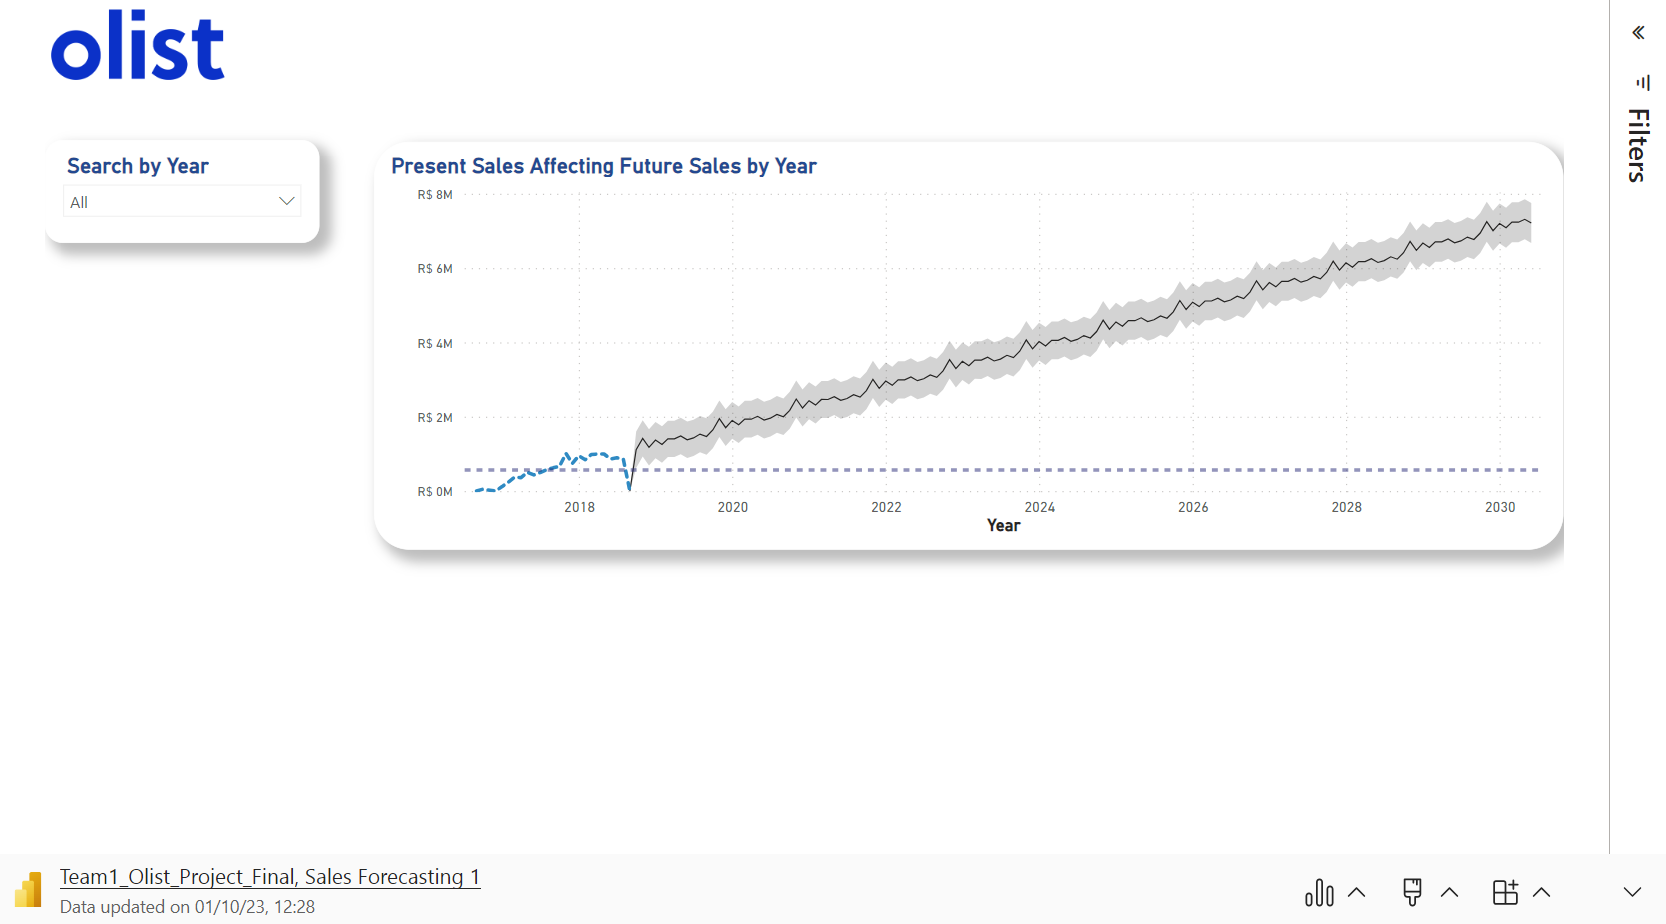 olist
Search by Year
All
Present Sales Affecting Future Sales by Year
R$ 8M
R$ 6M
R$ 4M
R$ 2M
R$ 0M
2018 2020 2022 2024 2026 2028 2030
Year
Filters
Team1_Olist_Project_Final, Sales Forecasting 1
Data updated on 01/10/23, 12:28